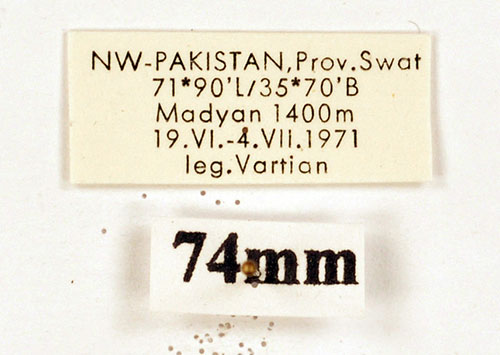 NW-PAKISTAN,Prov.Swat
71*90'L/35*70'B
Madyan 1400m
19.VI.-4.VII.1971
leg.Vartian
74mm